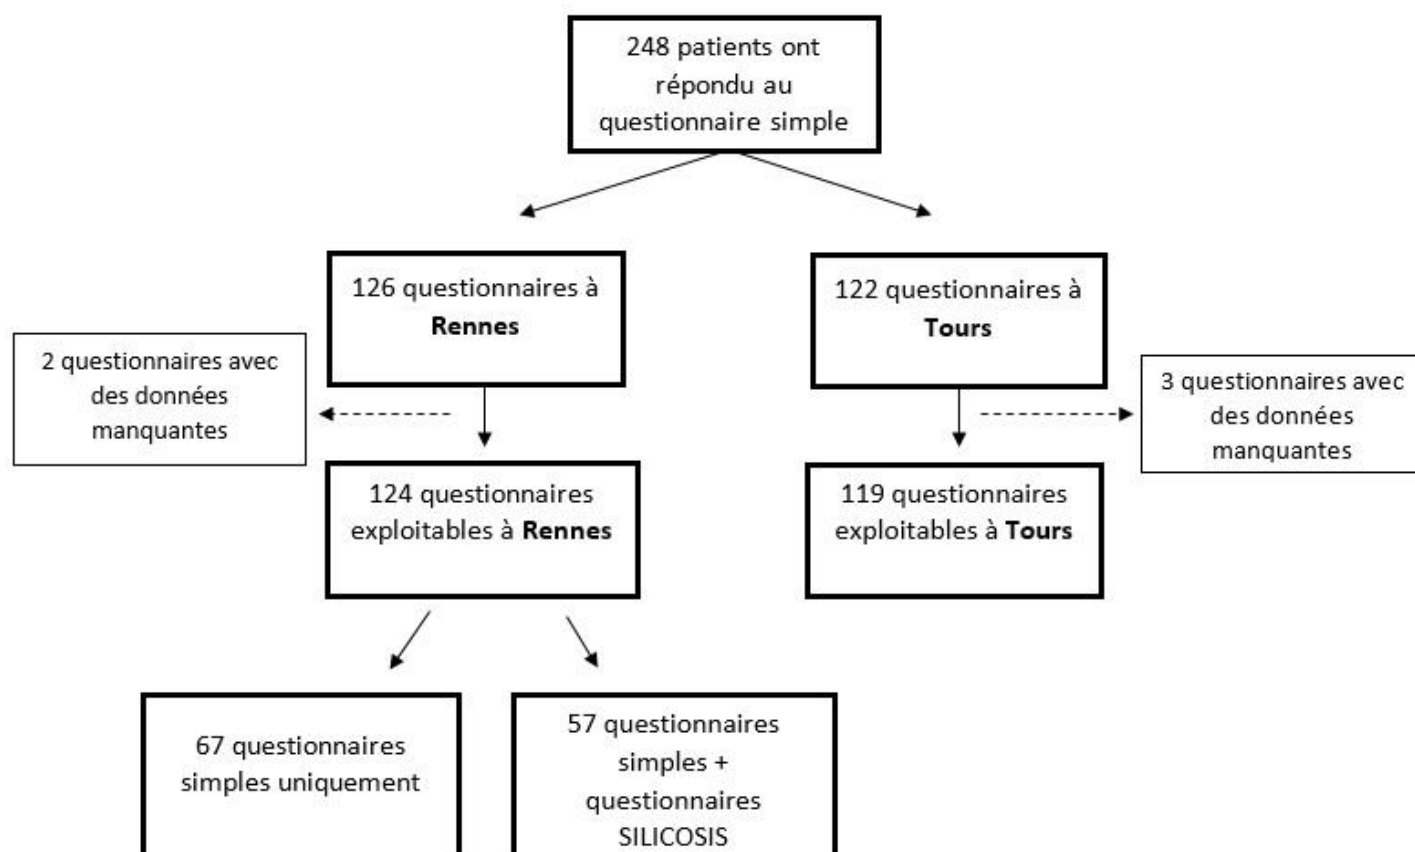 248 patients ont
répondu au
questionnaire simple
126 questionnaires à
Rennes
122 questionnaires à
Tours
2 questionnaires avec
des données
manquantes
3 questionnaires avec
des données
manquantes
124 questionnaires
exploitables à Rennes
119 questionnaires
exploitables à Tours
67 questionnaires
simples uniquement
57 questionnaires
simples +
questionnaires
SILICOSIS